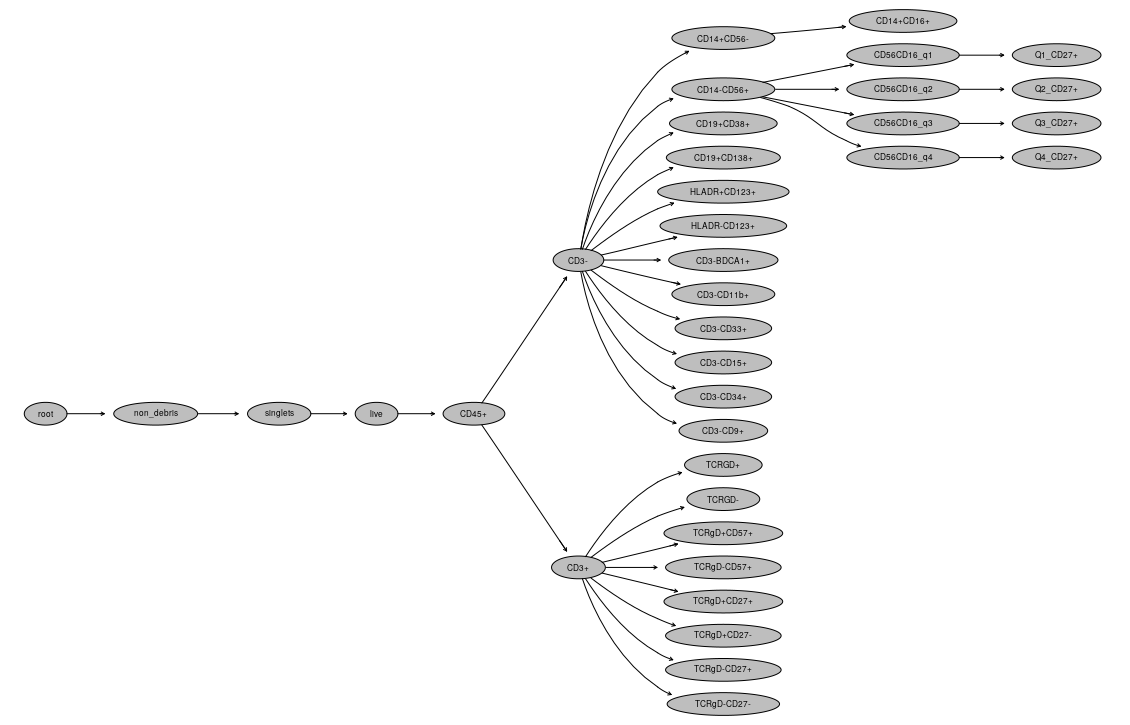 root
non_debris
singlets
live
CD45+
CD3-
CD14+CD56-
CD14+CD16+
CD14-CD56+
CD56CD16_q1
Q1_CD27+
CD56CD16_q2
Q2_CD27+
CD56CD16_q3
Q3_CD27+
CD56CD16_q4
Q4_CD27+
CD19+CD38+
CD19+CD138+
HLADR+CD123+
HLADR-CD123+
CD3-BDCA1+
CD3-CD11b+
CD3-CD33+
CD3-CD15+
CD3-CD34+
CD3-CD9+
CD3+
TCRGD+
TCRGD-
TCRgD+CD57+
TCRgD-CD57+
TCRgD+CD27+
TCRgD+CD27-
TCRgD-CD27+
TCRgD-CD27-